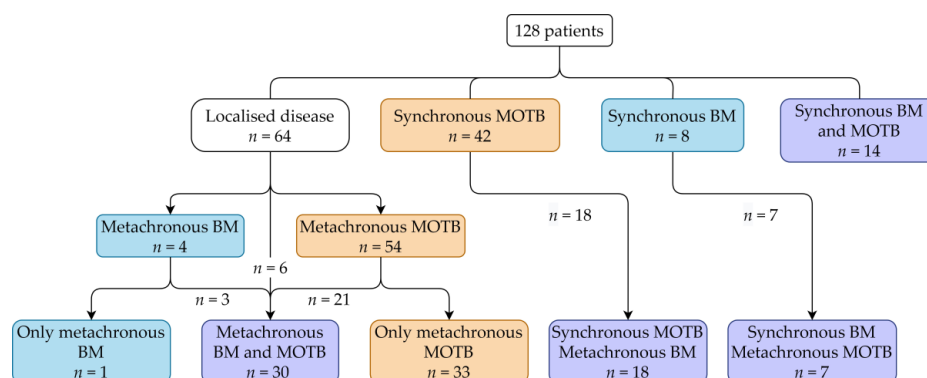 128 patients
Localised disease
n = 64
Synchronous MOTB
n = 42
Synchronous BM
n = 8
Synchronous BM
and MOTB
n = 14
Metachronous BM
n = 4
Metachronous MOTB
n = 54
n = 18
n = 7
n = 6
n = 3
n = 21
Only metachronous
BM
n = 1
Metachronous
BM and MOTB
n = 30
Only metachronous
MOTB
n = 33
Synchronous MOTB
Metachronous BM
n = 18
Synchronous BM
Metachronous MOTB
n = 7